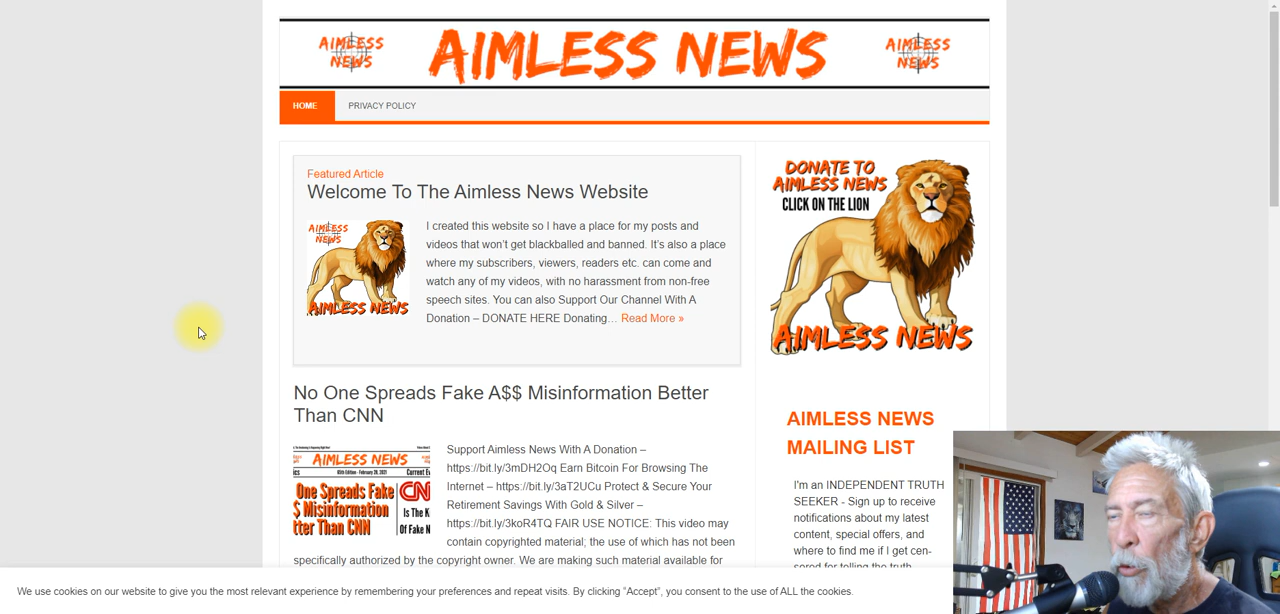 AIMLESS NEWS
AIMLESS
NEWS
AIMLESS
NEWS
HOME
PRIVACY POLICY
Featured Article
Welcome To The Aimless News Website
AIMLESS
NEWS
AIMLESS NEWS
I created this website so I have a place for my posts and
videos that won't get blackballed and banned. It's also a place
where my subscribers, viewers, readers etc. can come and
watch any of my videos, with no harassment from non-free
speech sites. You can also Support Our Channel With A
Donation – DONATE HERE Donating… Read More »
DONATE TO
AIMLESS NEWS
CLICK ON THE LION
AIMLESS NEWS
No One Spreads Fake A$$ Misinformation Better
Than CNN
AIMLESS NEWS
One Spreads Fake
$ Misinformation
tter Than CNN
CN
Is The K
Of Fake N
Support Aimless News With A Donation –
https://bit.ly/3mDH2Oq Earn Bitcoin For Browsing The
Internet – https://bit.ly/3aT2UCu Protect & Secure Your
Retirement Savings With Gold & Silver –
https://bit.ly/3koR4TQ FAIR USE NOTICE: This video may
contain copyrighted material; the use of which has not been
specifically authorized by the copyright owner. We are making such material available for
AIMLESS NEWS
MAILING LIST
I'm an INDEPENDENT TRUTH
SEEKER - Sign up to receive
notifications about my latest
content, special offers, and
where to find me if I get cen-
sored for telling the truth
We use cookies on our website to give you the most relevant experience by remembering your preferences and repeat visits. By clicking "Accept", you consent to the use of ALL the cookies.